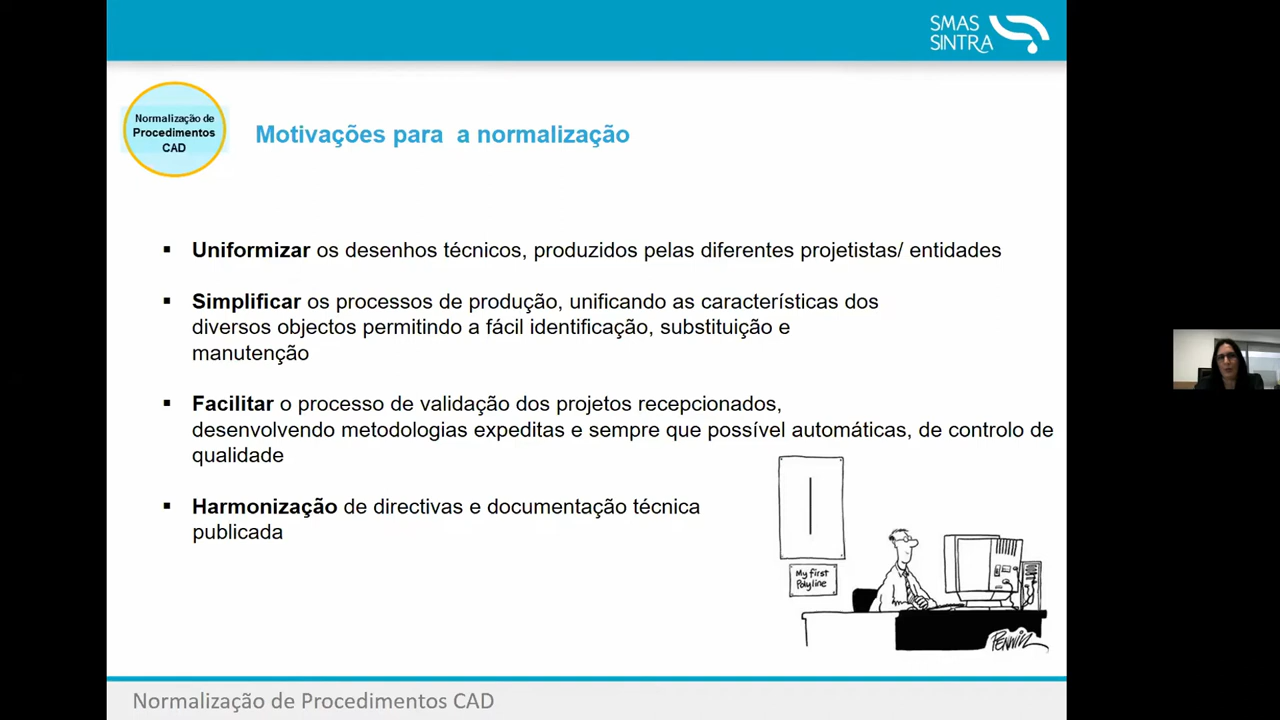 SMAS
SINTRA
Normalização de
Procedimentos
CAD
Motivações para a normalização
▪ Uniformizar os desenhos técnicos, produzidos pelas diferentes projetistas/ entidades
▪ Simplificar os processos de produção, unificando as características dos
diversos objectos permitindo a fácil identificação, substituição e
manutenção
▪ Facilitar o processo de validação dos projetos recepcionados,
desenvolvendo metodologias expeditas e sempre que possível automáticas, de controlo de
qualidade
▪ Harmonização de directivas e documentação técnica
publicada
My first
Polyline
PENWILL
Normalização de Procedimentos CAD